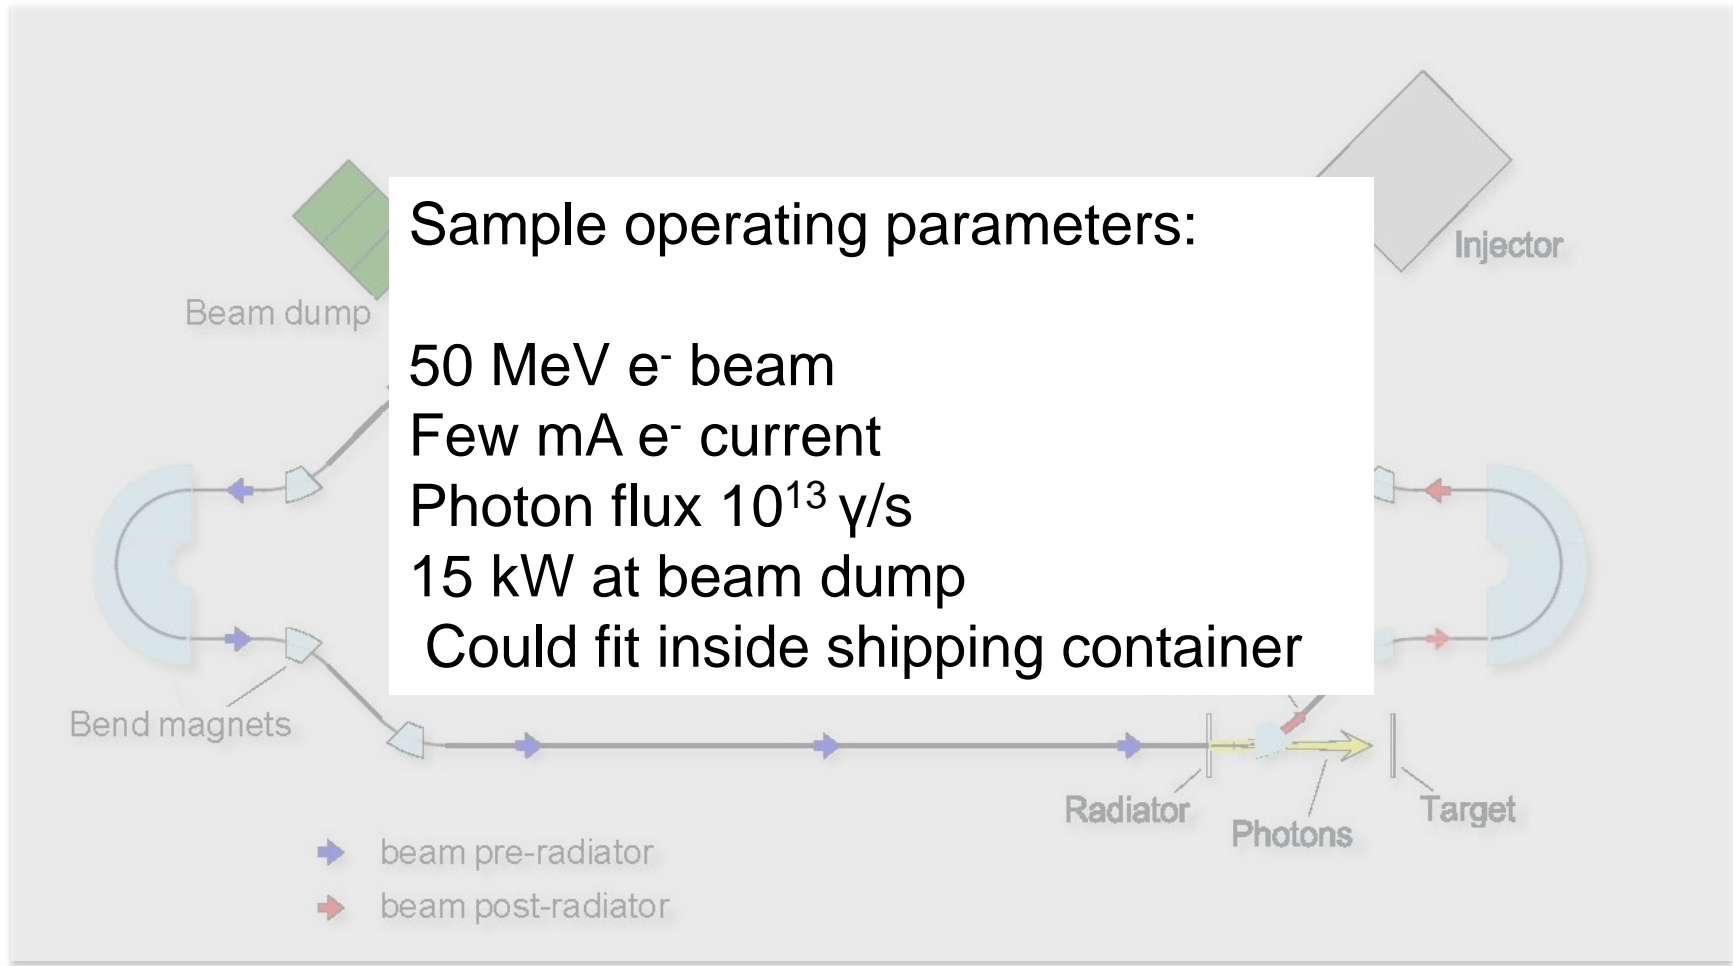 Sample operating parameters:
50 MeV e⁻ beam
Few mA e⁻ current
Photon flux 10¹³ γ/s
15 kW at beam dump
Could fit inside shipping container
Injector
Beam dump
Bend magnets
Radiator
Photons
Target
beam pre-radiator
beam post-radiator